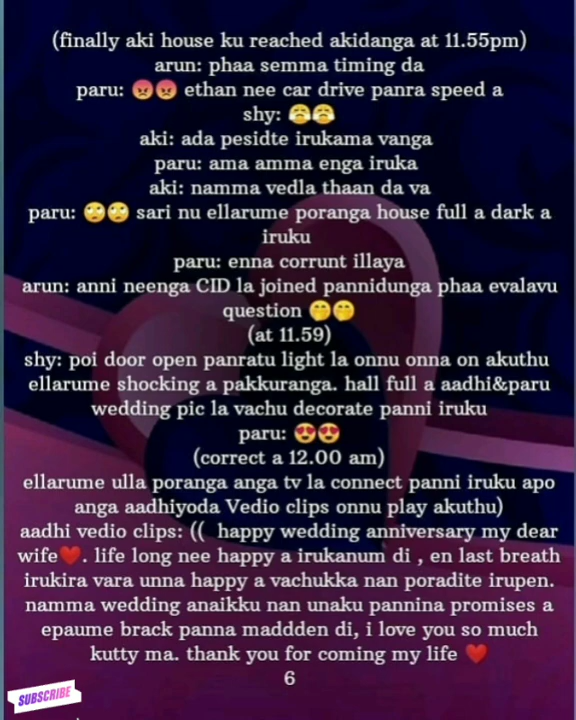 (finally aki house ku reached akidanga at 11.55pm)
arun: phaa semma timing da
paru: 😡😡 ethan nee car drive panra speed a
shy: 😤😤
aki: ada pesidte irukama vanga
paru: ama amma enga iruka
aki: namma vedla thaan da va
paru: 🙄🙄 sari nu ellarume poranga house full a dark a
iruku
paru: enna corrunt illaya
arun: anni neenga CID la joined pannidunga phaa evalavu
question 🤭🤭
(at 11.59)
shy: poi door open panratu light la onnu onna on akuthu
ellarume shocking a pakkuranga. hall full a aadhi&paru
wedding pic la vachu decorate panni iruku
paru: 😍😍
(correct a 12.00 am)
ellarume ulla poranga anga tv la connect panni iruku apo
anga aadhiyoda Vedio clips onnu play akuthu)
aadhi vedio clips: ((  happy wedding anniversary my dear
wife❤️. life long nee happy a irukanum di , en last breath
irukira vara unna happy a vachukka nan poradite irupen.
namma wedding anaikku nan unaku pannina promises a
epaume brack panna maddden di, i love you so much
kutty ma. thank you for coming my life ❤️
6
SUBSCRIBE